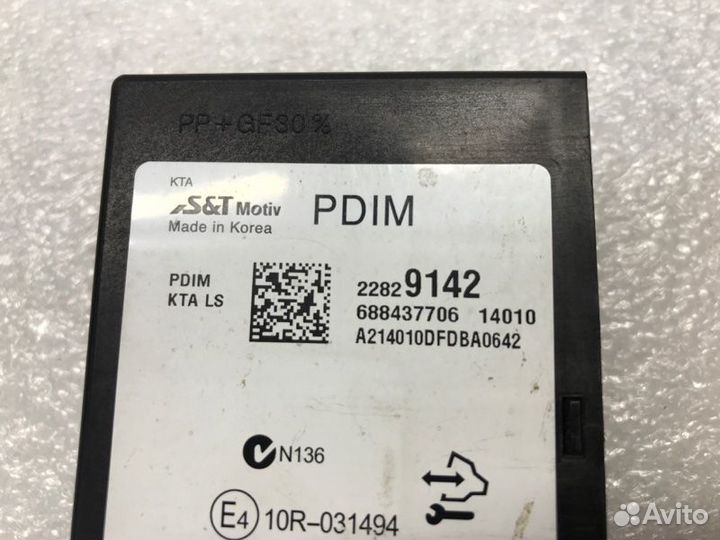 PP+GF30%
KTA
S&T Motiv PDIM
Made in Korea
PDIM
KTA LS
22829142
688437706 14010
A214010DFDBA0642
N136
E4 10R-031494
Avito